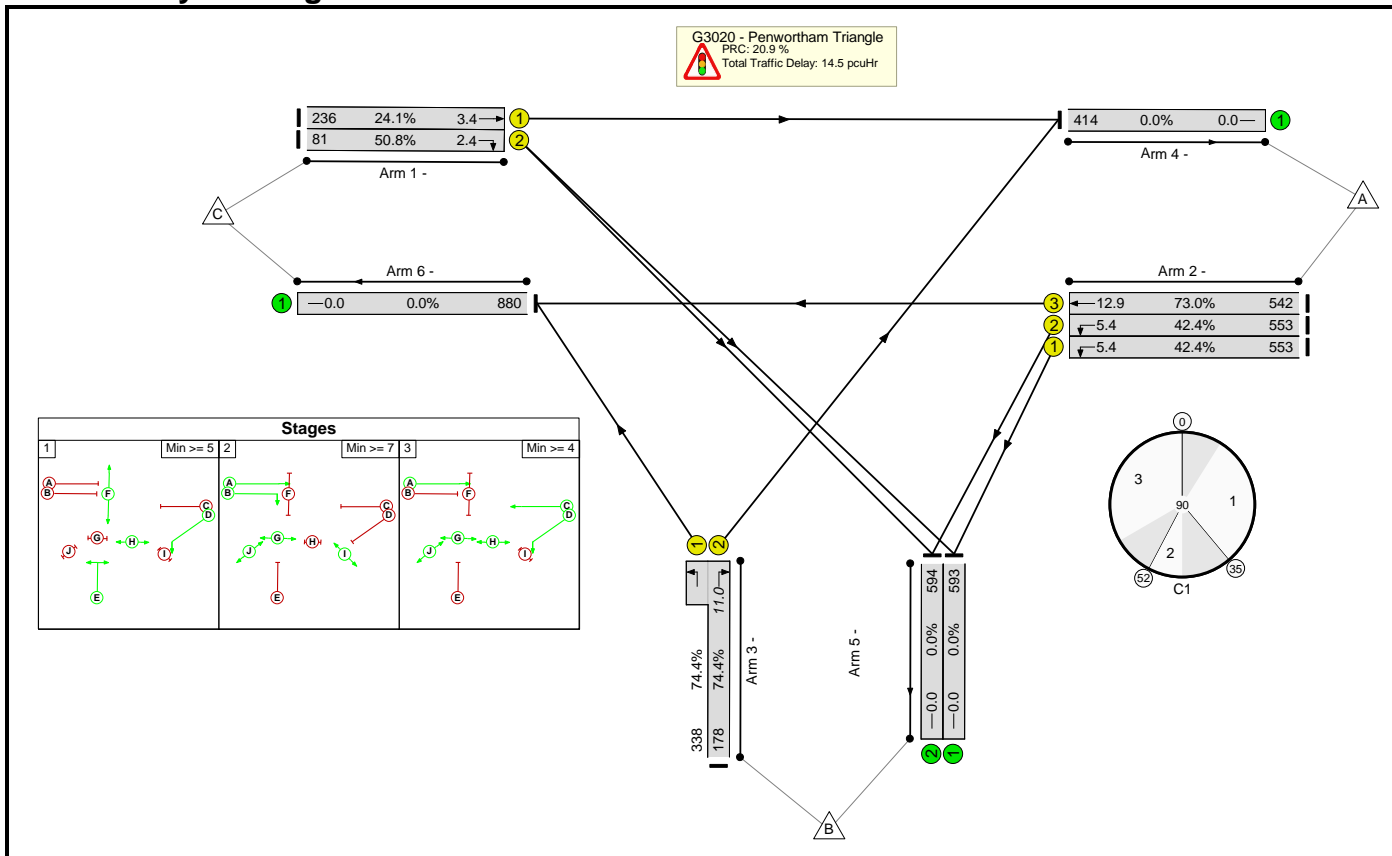 G3020 - Penwortham Triangle
PRC: 20.9 %
Total Traffic Delay: 14.5 pcuHr
236 24.1% 3.4 1
81 50.8% 2.4 2
Arm 1 -
414 0.0% 0.0 1
Arm 4 -
C
A
Arm 6 -
1 0.0 0.0% 880
Arm 2 -
3 12.9 73.0% 542
2 5.4 42.4% 553
1 5.4 42.4% 553
Stages
1 Min >= 5 2 Min >= 7 3 Min >= 4
A B F C D G H I J E
A B F C D G H I J E
A B F C D G H I J E
0
3 1
90
2
52 35
C1
1 2
11.0
338 74.4%
178 74.4%
Arm 3 -
Arm 5 -
0.0 0.0% 594
0.0 0.0% 593
2 1
B